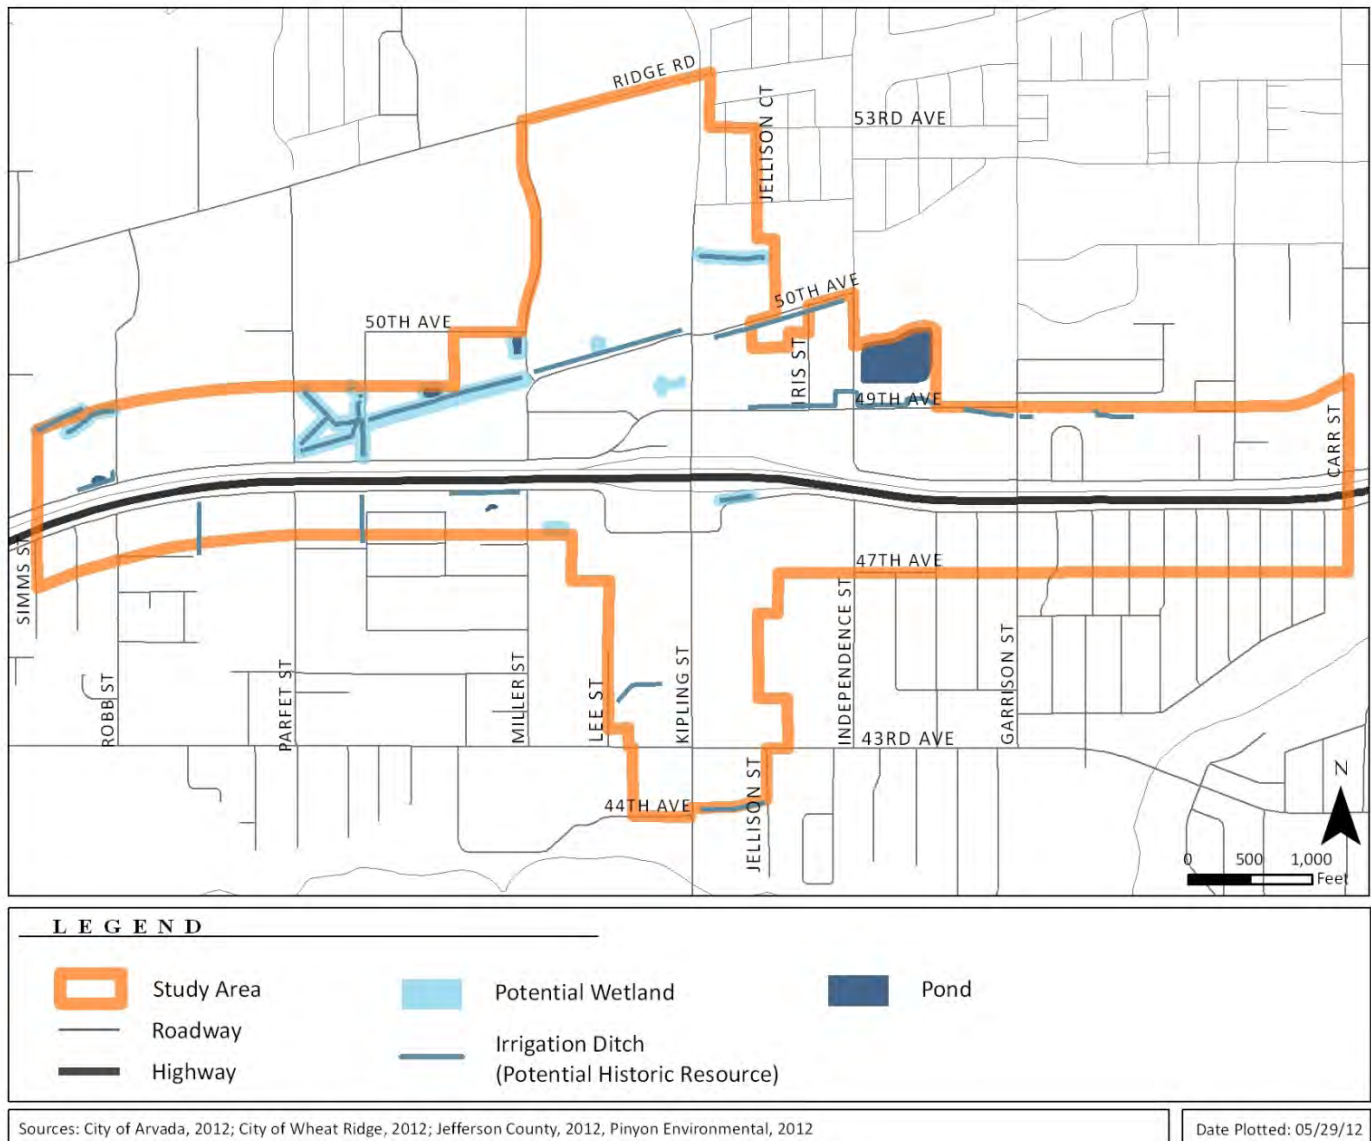 RIDGE RD
JELLISON CT
53RD AVE
50TH AVE
50TH AVE
IRIS ST
49TH AVE
CARR ST
SIMMS ST
47TH AVE
ROBB ST
PARFET ST
MILLER ST
LEE ST
KIPLING ST
INDEPENDENCE ST
GARRISON ST
43RD AVE
44TH AVE
JELLISON ST
N
0 500 1,000
Feet
LEGEND
Study Area
Potential Wetland
Pond
Roadway
Irrigation Ditch
(Potential Historic Resource)
Highway
Sources: City of Arvada, 2012; City of Wheat Ridge, 2012; Jefferson County, 2012, Pinyon Environmental, 2012
Date Plotted: 05/29/12